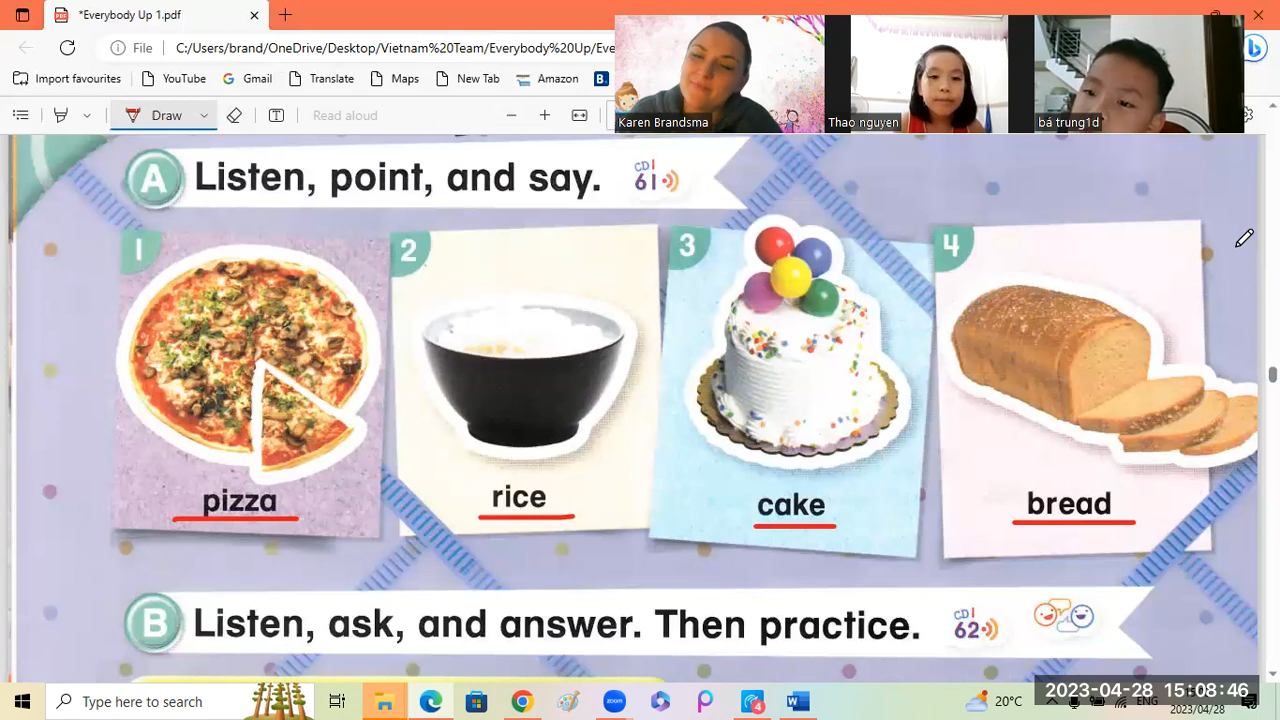 *Everybody Up 1.pdf
File
C:/Users/brano/OneDrive/Desktop/Vietnam%20Team/Everybody%20Up/Eve
Import favourites
YouTube
Gmail
Translate
Maps
New Tab
Amazon
B.
Draw
Read aloud
Karen Brandsma
Thao nguyen
bá trung1d
A Listen, point, and say. CD1 61
1
2
3
4
pizza
rice
cake
bread
B Listen, ask, and answer. Then practice. CD1 62
Type here to search
zoom
4
20°C
ENG
2023-04-28 15:08:46
2023/04/28